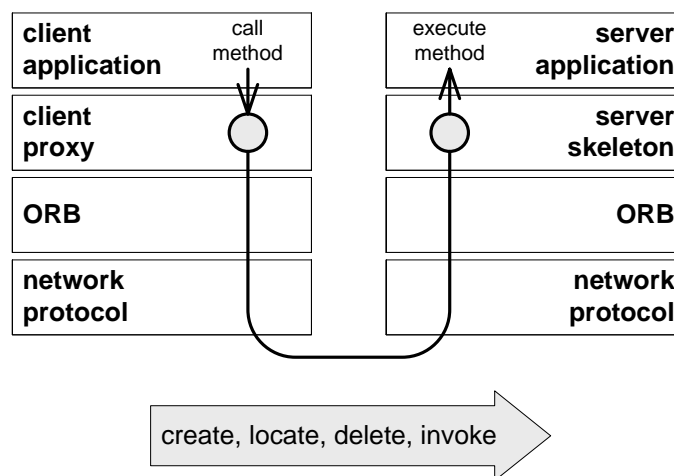 client
application
call
method
execute
method
server
application
client
proxy
server
skeleton
ORB
ORB
network
protocol
network
protocol
create, locate, delete, invoke